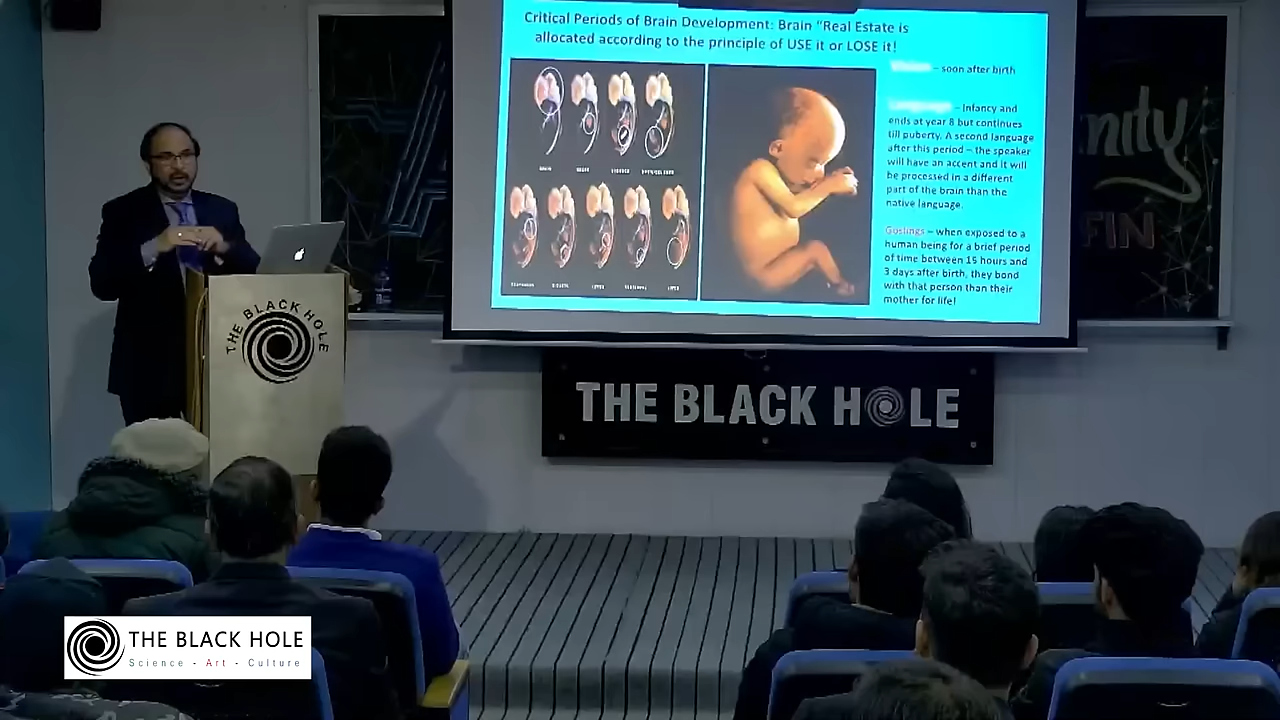 Critical Periods of Brain Development: Brain "Real Estate is
allocated according to the principle of USE it or LOSE it!
– soon after birth
Language – Infancy and
ends at year 8 but continues
till puberty. A second language
after this period – the speaker
will have an accent and it will
be processed in a different
part of the brain than the
native language.
Goslings – when exposed to a
human being for a brief period
of time between 15 hours and
3 days after birth, they bond
with that person than their
mother for life!
nity
FIN
THE BLACK HOLE
THE BLACK HOLE
THE BLACK HOLE
Science - Art - Culture